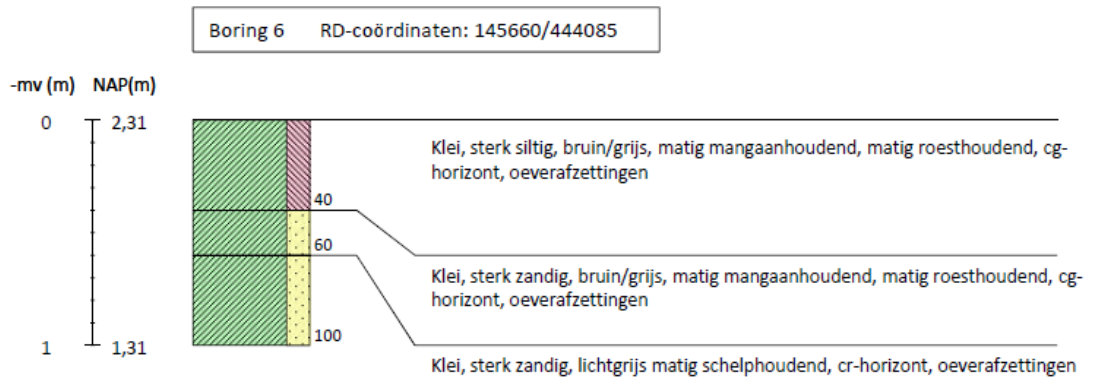 Boring 6 RD-coördinaten: 145660/444085
-mv (m) NAP(m)
0 2,31
Klei, sterk siltig, bruin/grijs, matig mangaanhoudend, matig roesthoudend, cg-
horizont, oeverafzettingen
40
60
Klei, sterk zandig, bruin/grijs, matig mangaanhoudend, matig roesthoudend, cg-
horizont, oeverafzettingen
100
1 1,31
Klei, sterk zandig, lichtgrijs matig schelphoudend, cr-horizont, oeverafzettingen